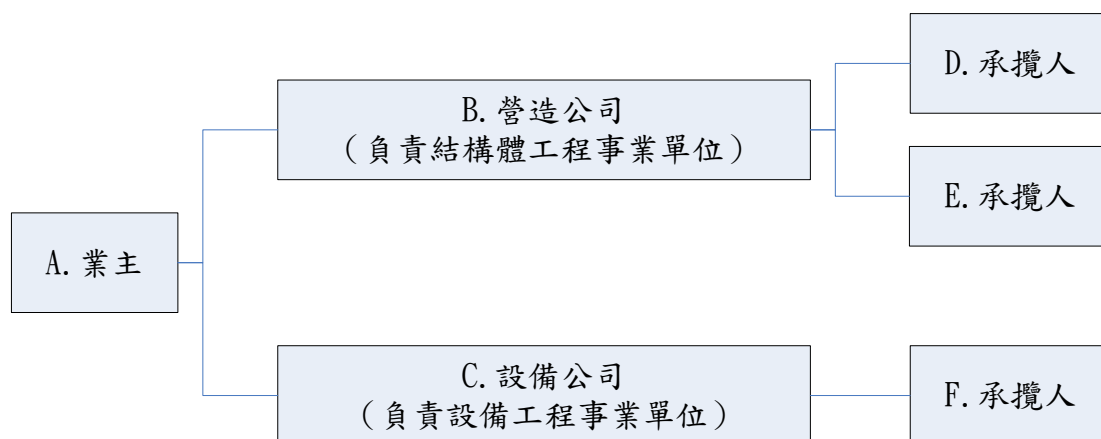 A.業主
B.營造公司
（負責結構體工程事業單位）
C.設備公司
（負責設備工程事業單位）
D.承攬人
E.承攬人
F.承攬人